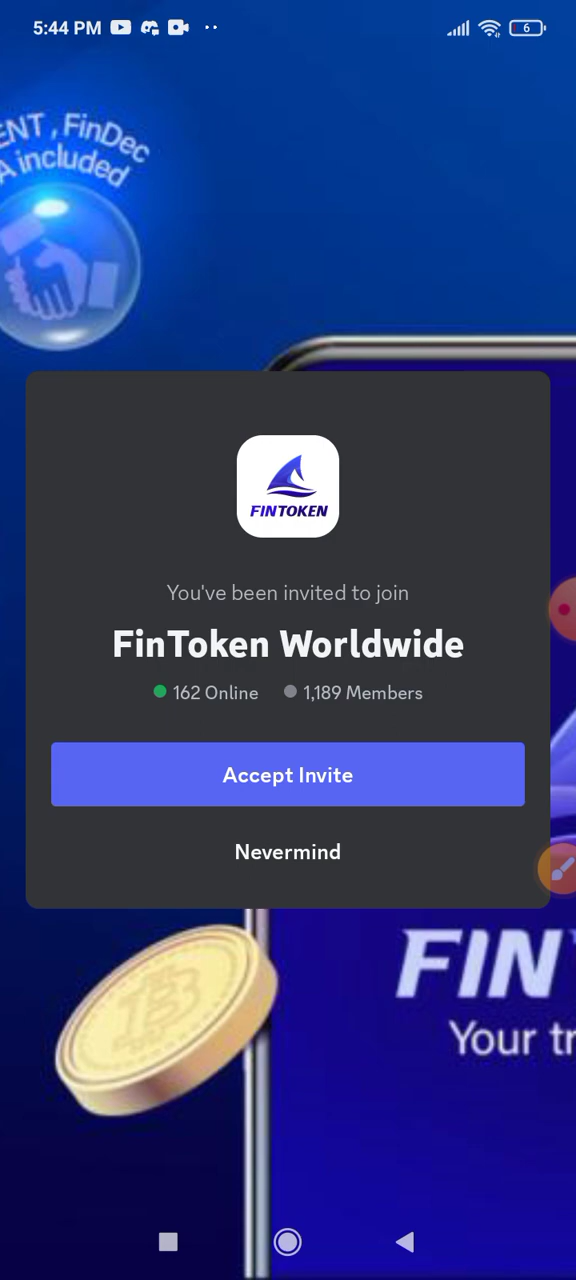 5:44 PM
6
ENT , FinDec
A included
FINTOKEN
You've been invited to join
FinToken Worldwide
162 Online
1,189 Members
Accept Invite
Nevermind
FIN
Your tr